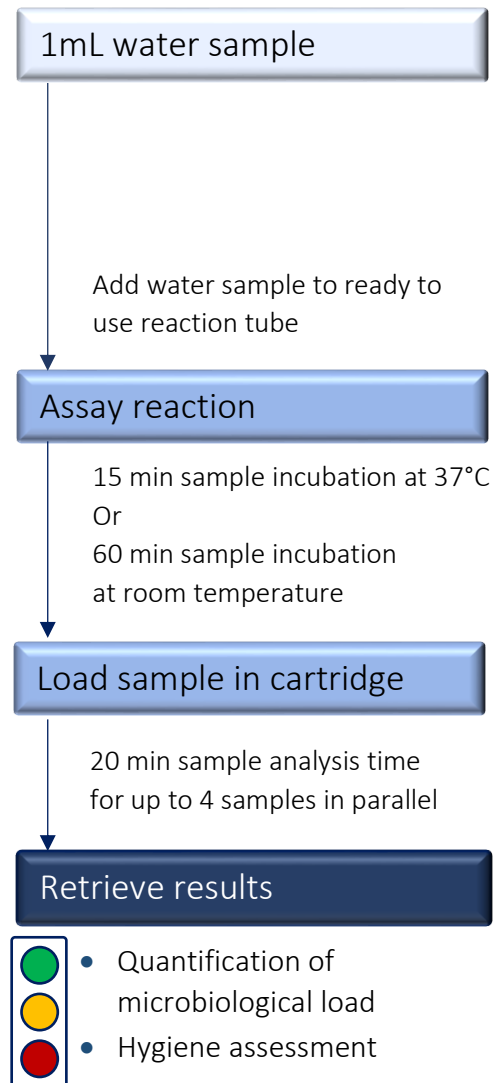 1mL water sample
Add water sample to ready to
use reaction tube
Assay reaction
15 min sample incubation at 37°C
Or
60 min sample incubation
at room temperature
Load sample in cartridge
20 min sample analysis time
for up to 4 samples in parallel
Retrieve results
• Quantification of
microbiological load
• Hygiene assessment